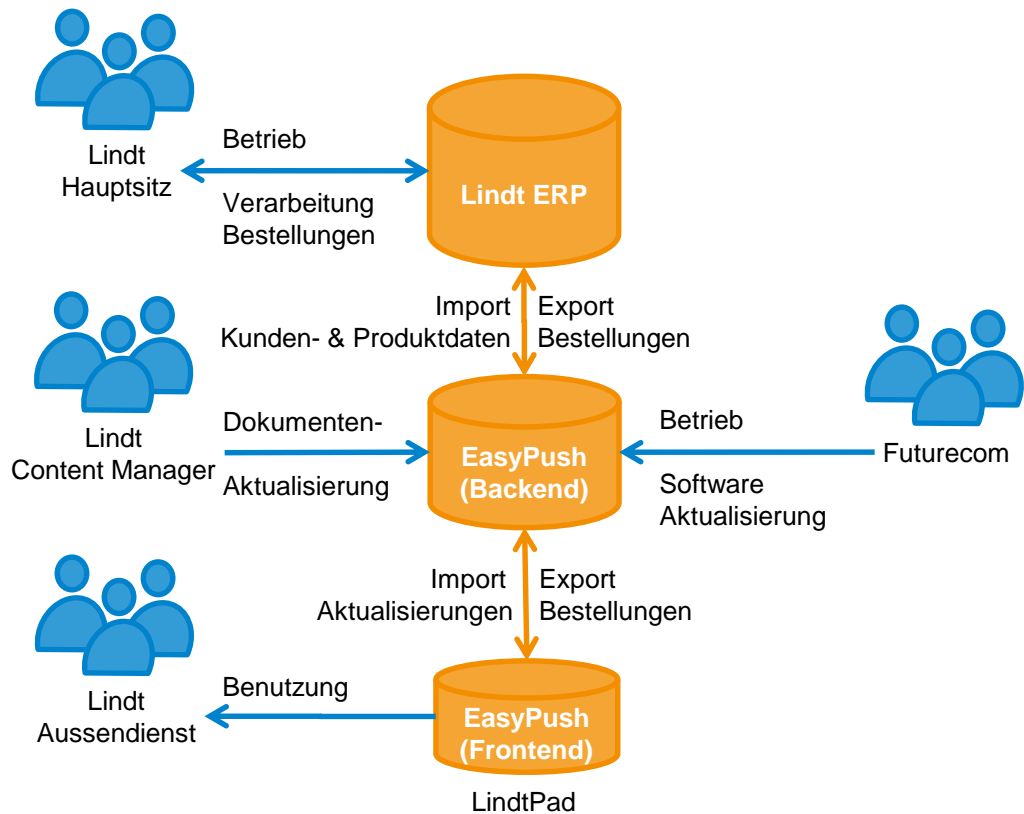 Lindt
Hauptsitz
Betrieb
Verarbeitung
Bestellungen
Lindt ERP
Import
Kunden- & Produktdaten
Export
Bestellungen
Lindt
Content Manager
Dokumenten-
Aktualisierung
EasyPush
(Backend)
Betrieb
Software
Aktualisierung
Futurecom
Import
Aktualisierungen
Export
Bestellungen
Lindt
Aussendienst
Benutzung
EasyPush
(Frontend)
LindtPad